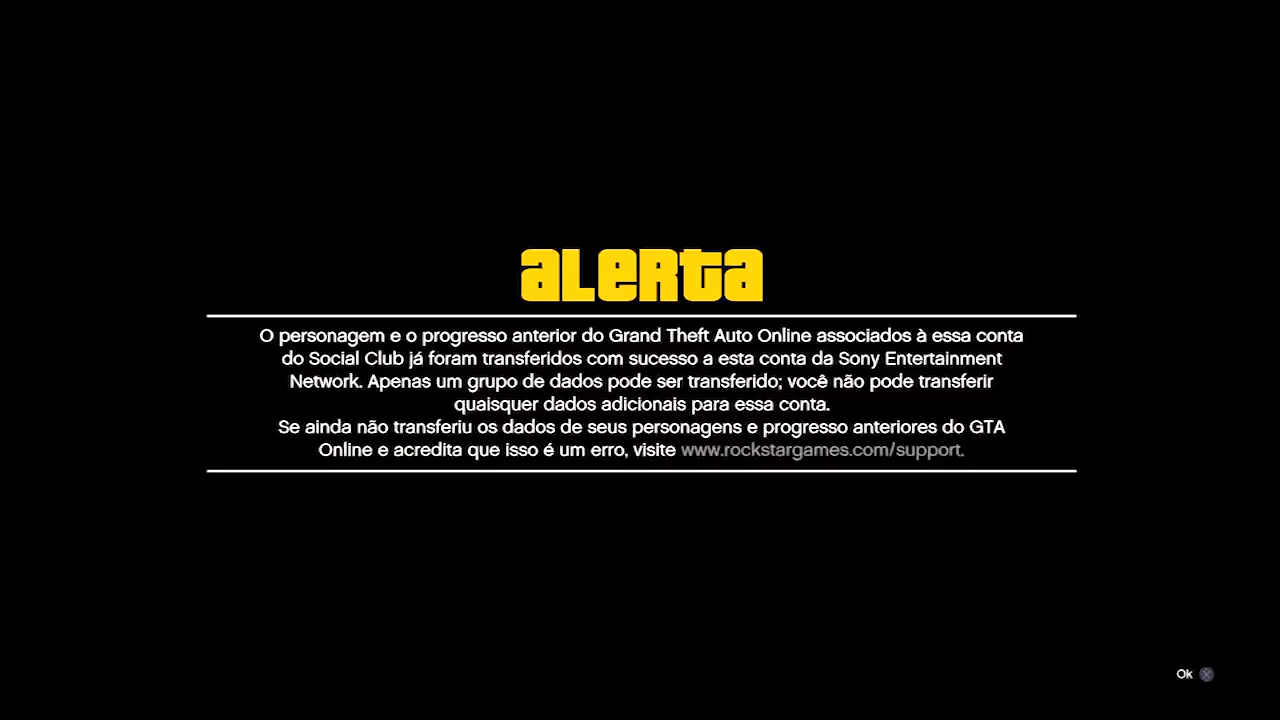 ALERTA
O personagem e o progresso anterior do Grand Theft Auto Online associados à essa conta
do Social Club já foram transferidos com sucesso a esta conta da Sony Entertainment
Network. Apenas um grupo de dados pode ser transferido; você não pode transferir
quaisquer dados adicionais para essa conta.
Se ainda não transferiu os dados de seus personagens e progresso anteriores do GTA
Online e acredita que isso é um erro, visite www.rockstargames.com/support.
Ok